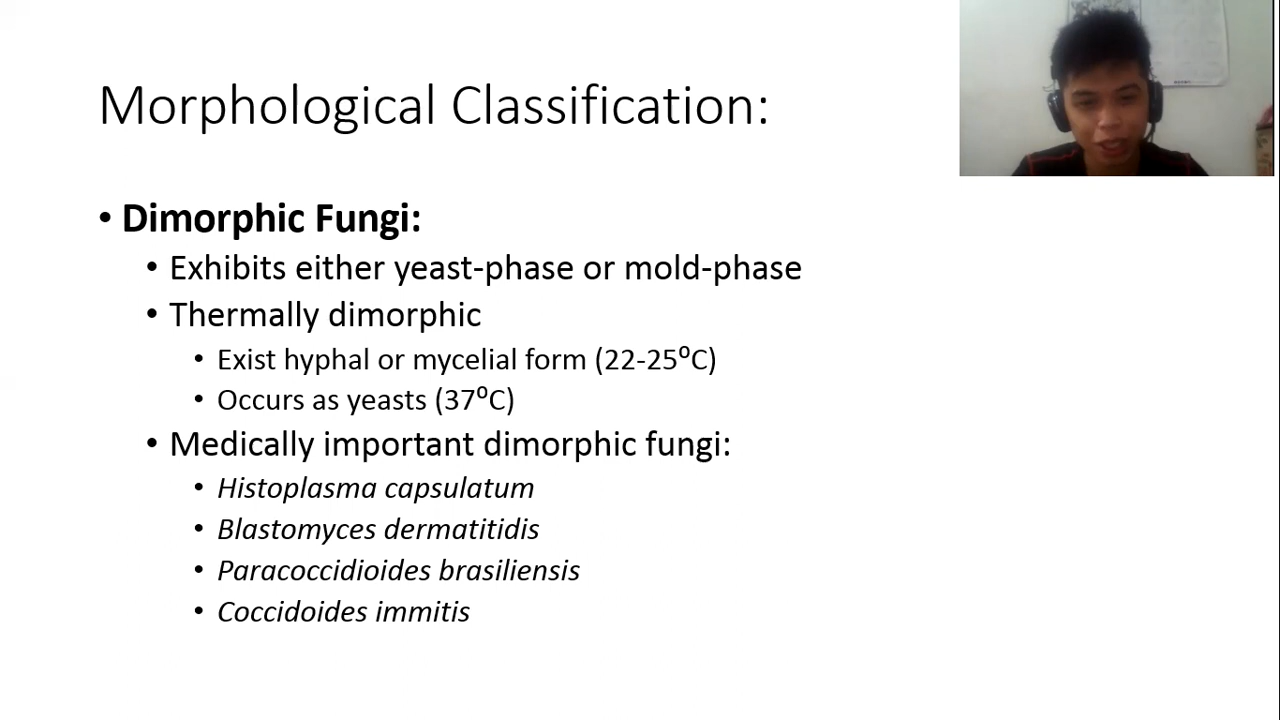 Morphological Classification:
• Dimorphic Fungi:
• Exhibits either yeast-phase or mold-phase
• Thermally dimorphic
• Exist hyphal or mycelial form (22-25⁰C)
• Occurs as yeasts (37⁰C)
• Medically important dimorphic fungi:
• Histoplasma capsulatum
• Blastomyces dermatitidis
• Paracoccidioides brasiliensis
• Coccidoides immitis